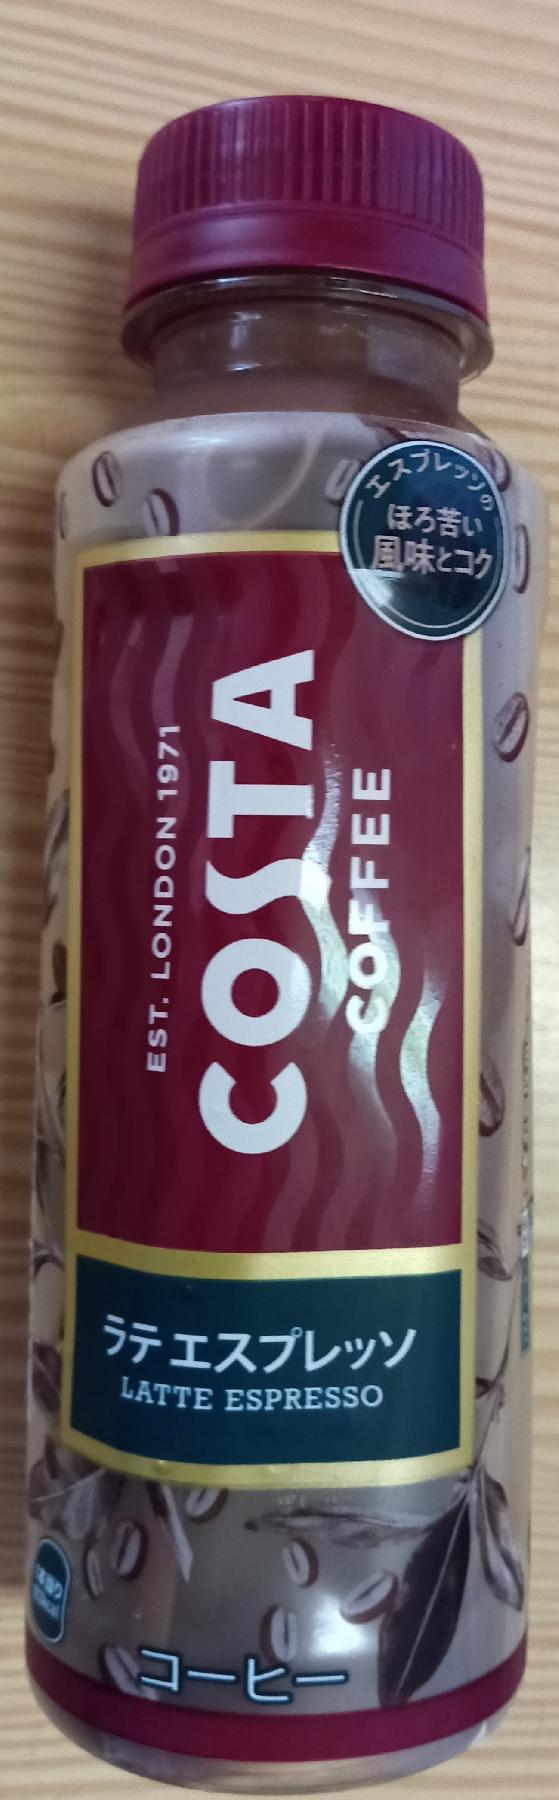 エスプレッソの
ほろ苦い
風味とコク
EST. LONDON 1971
COSTA
COFFEE
ラテ エスプレッソ
LATTE ESPRESSO
コーヒー